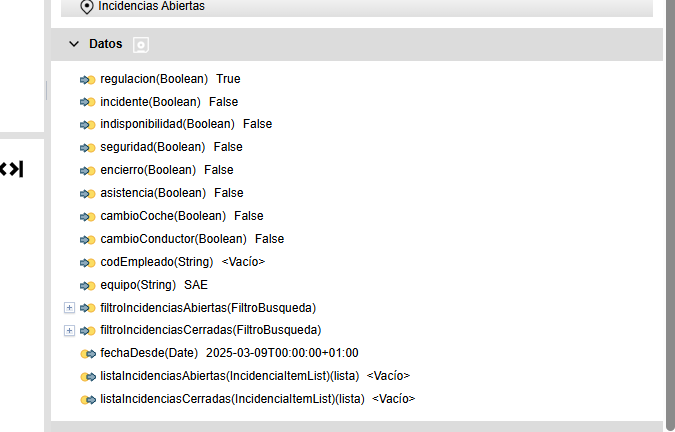 Incidencias Abiertas
Datos
regulacion(Boolean) True
incidente(Boolean) False
indisponibilidad(Boolean) False
seguridad(Boolean) False
encierro(Boolean) False
asistencia(Boolean) False
cambioCoche(Boolean) False
cambioConductor(Boolean) False
codEmpleado(String) <Vacío>
equipo(String) SAE
filtroIncidenciasAbiertas(FiltroBusqueda)
filtroIncidenciasCerradas(FiltroBusqueda)
fechaDesde(Date) 2025-03-09T00:00:00+01:00
listaIncidenciasAbiertas(IncidenciaItemList)(lista) <Vacío>
listaIncidenciasCerradas(IncidenciaItemList)(lista) <Vacío>